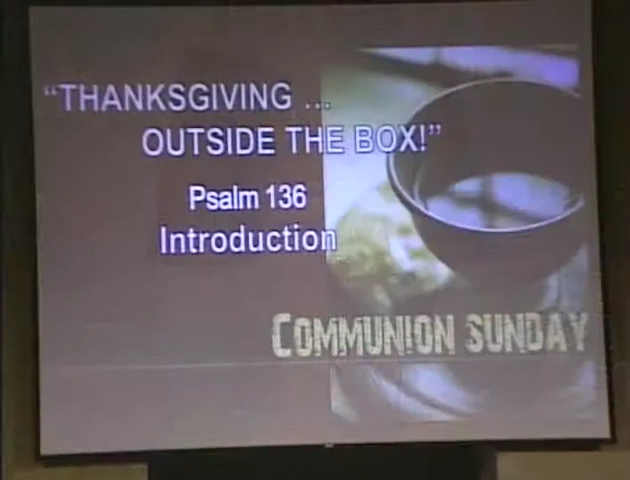 “THANKSGIVING ...
OUTSIDE THE BOX!”
Psalm 136
Introduction
COMMUNION SUNDAY